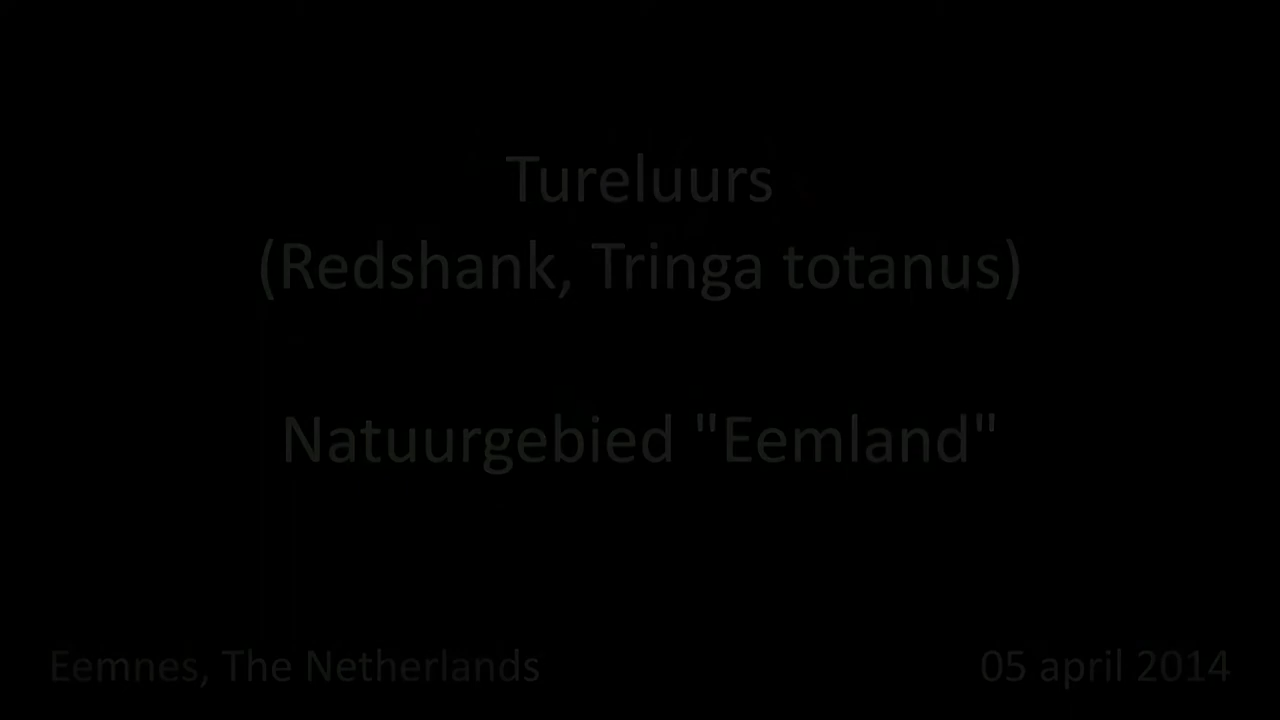 Tureluurs
(Redshank, Tringa totanus)
Natuurgebied "Eemland"
Eemnes, The Netherlands
05 april 2014